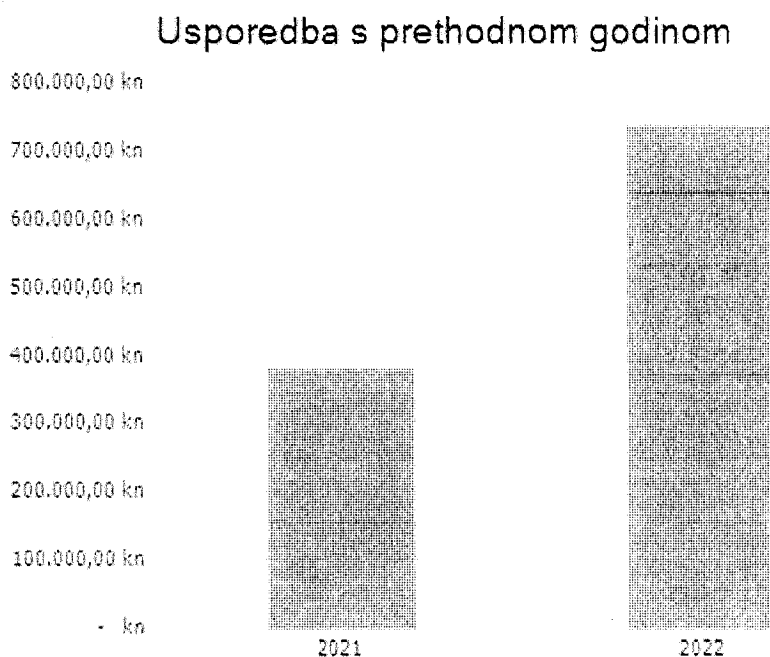 Usporedba s prethodnom godinom
800.000,00 kn
700.000,00 kn
600.000,00 kn
500.000,00 kn
400.000,00 kn
300.000,00 kn
200.000,00 kn
100.000,00 kn
- kn
2021
2022